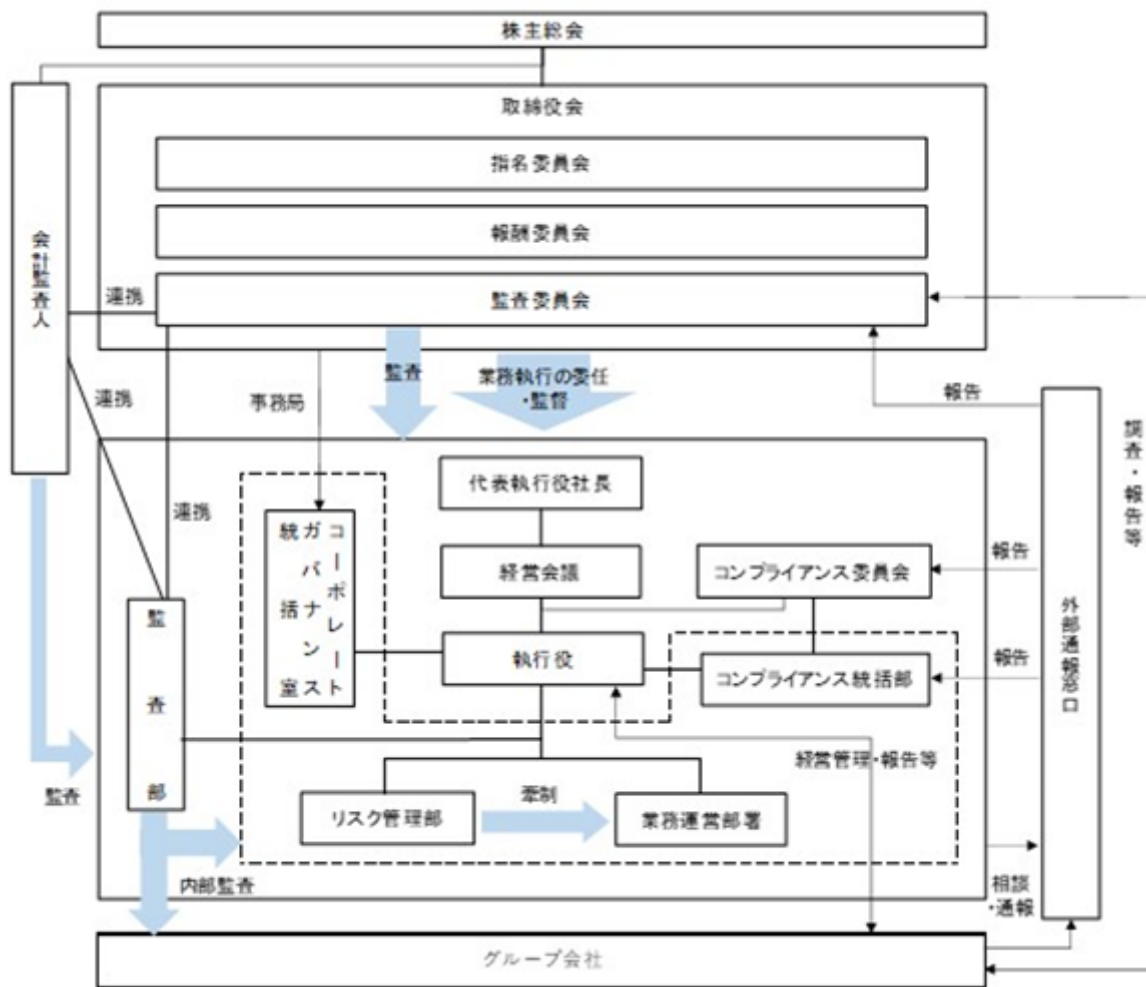 株主総会
取締役会
指名委員会
報酬委員会
会計監査人
連携
監査委員会
監査
業務執行の委任
・監督
連携
事務局
報告
調査・報告等
代表執行役社長
連携
コーポレート
ガバナンス
統括室
経営会議
コンプライアンス委員会
報告
外部通報窓口
監査部
執行役
コンプライアンス統括部
報告
経営管理・報告等
監査
リスク管理部
牽制
業務運営部署
内部監査
相談
・通報
グループ会社